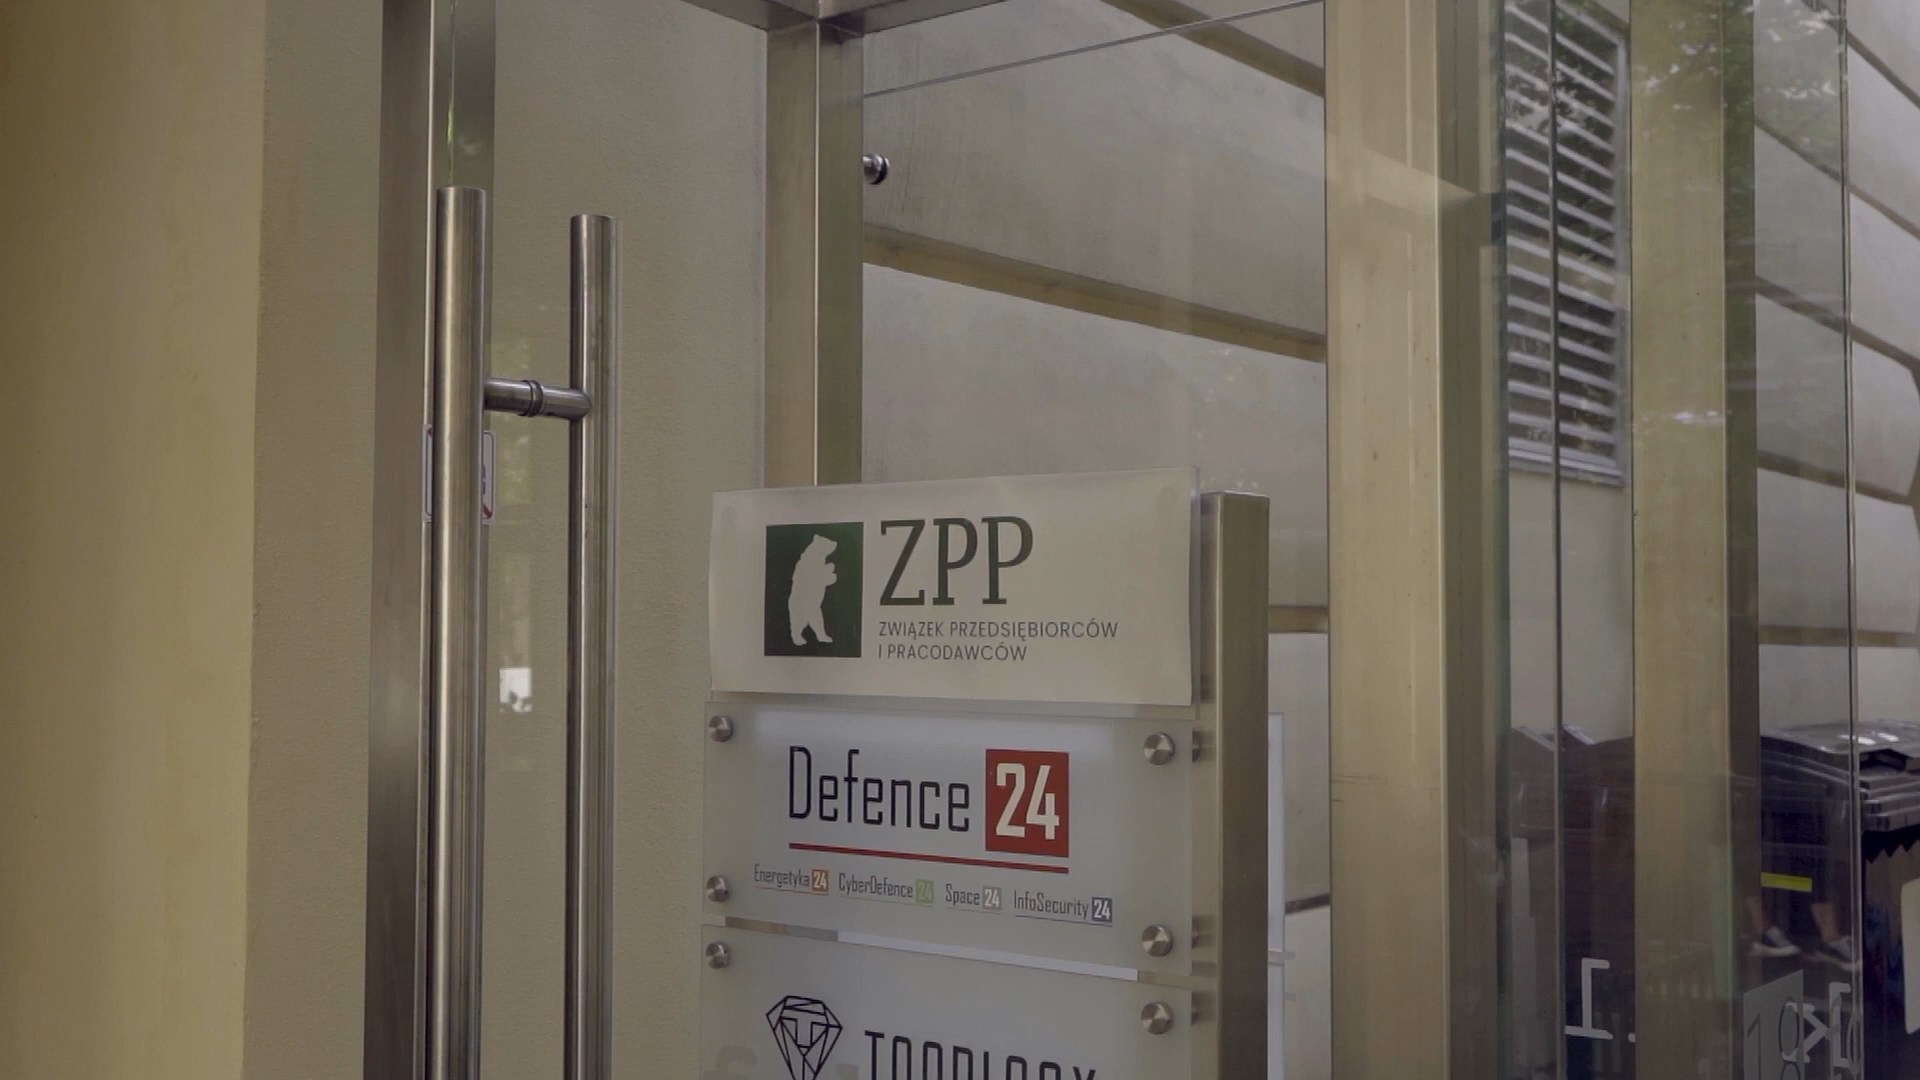 ZPP
ZWIĄZEK PRZEDSIĘBIORCÓW
I PRACODAWCÓW
Defence 24
Energetyka 24 CyberDefence 24 Space 24 InfoSecurity 24